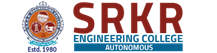 SRKR
ENGINEERING COLLEGE
AUTONOMOUS
Estd. 1980